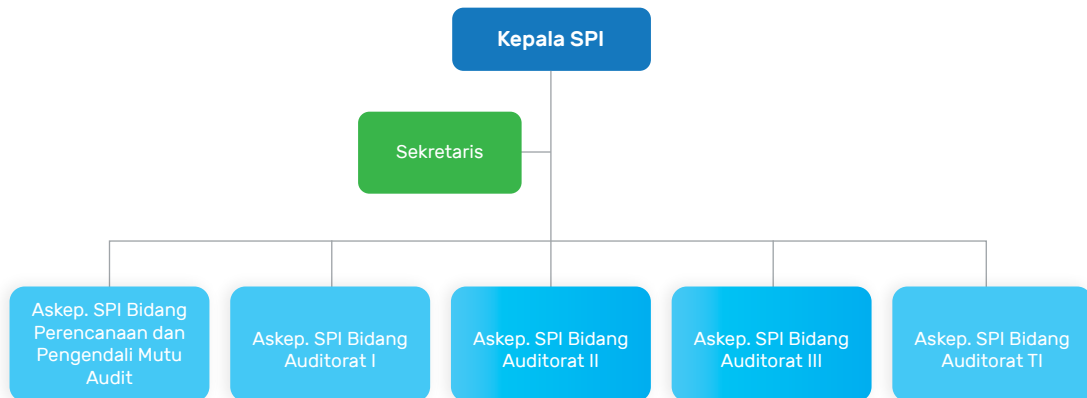 Kepala SPI
Sekretaris
Askep. SPI Bidang
Perencanaan dan
Pengendali Mutu
Audit
Askep. SPI Bidang
Auditorat I
Askep. SPI Bidang
Auditorat II
Askep. SPI Bidang
Auditorat III
Askep. SPI Bidang
Auditorat TI